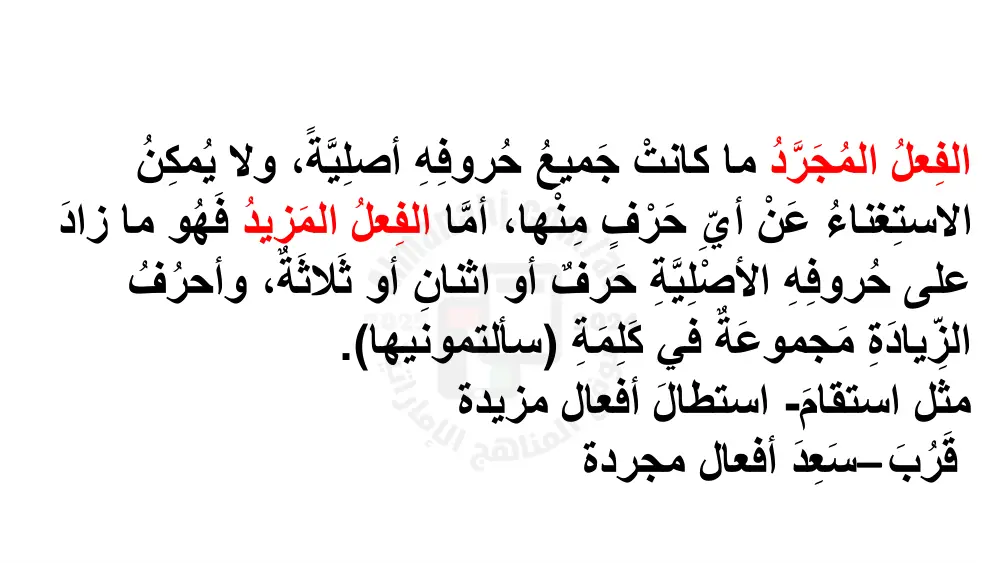 الفِعلُ المُجَرَّدُ ما كانتْ جَميعُ حُروفِهِ أصلِيَّةً، ولا يُمكِنُ
الاستِغناءُ عَنْ أيِّ حَرْفٍ مِنْها، أمَّا الفِعلُ المَزيدُ فَهُو ما زادَ
على حُروفِهِ الأصْلِيَّةِ حَرفٌ أو اثنانِ أو ثَلاثَةٌ، وأحرُفُ
الزِّيادَةِ مَجموعَةٌ في كَلِمَةِ (سألتمونيها).
مثل استقامَ- استطالَ أفعال مزيدة
قَرُبَ –سَعِدَ أفعال مجردة
المناهج الإماراتية